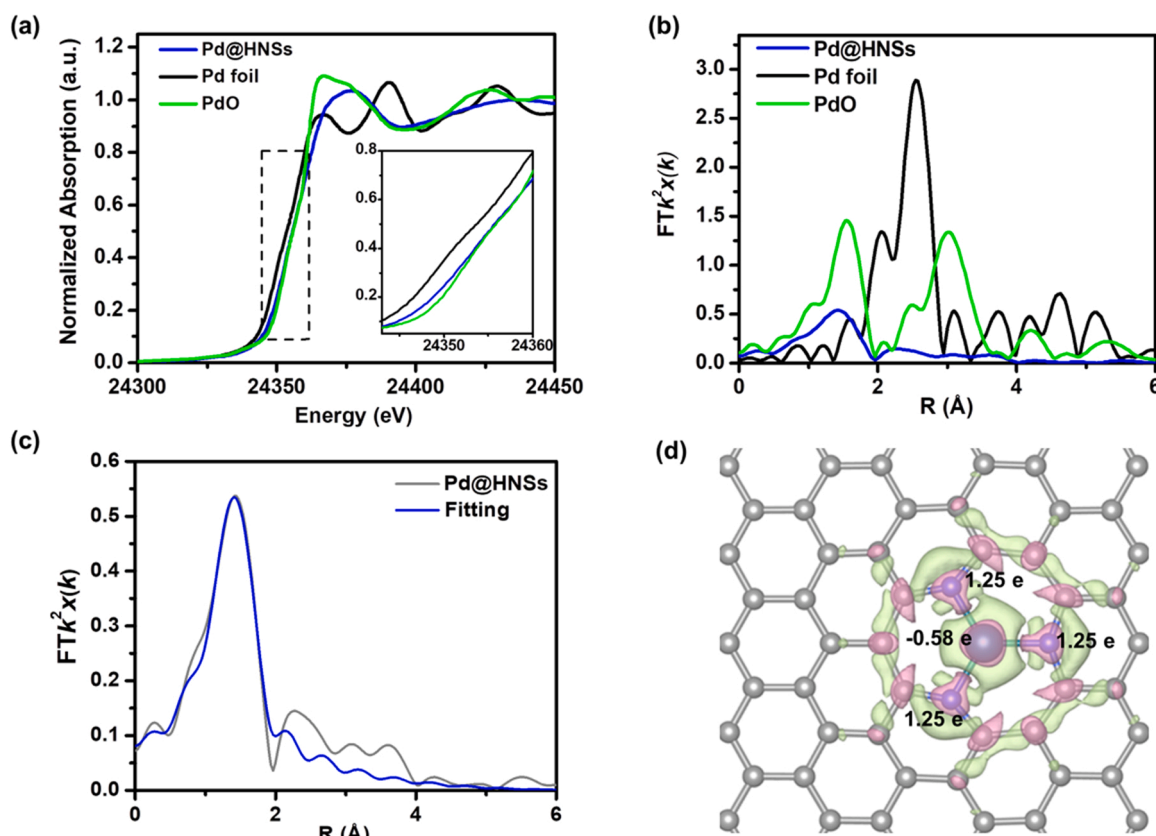 (a)
Pd@HNSs
Pd foil
PdO
Normalized Absorption (a.u.)
1.2
1.0
0.8
0.6
0.4
0.2
0.0
24300
24350
24400
24450
Energy (eV)
0.8
0.6
0.4
0.2
24350
24360
(b)
Pd@HNSs
Pd foil
PdO
FTk²x(k)
3.0
2.5
2.0
1.5
1.0
0.5
0.0
0
2
4
6
R (Å)
(c)
Pd@HNSs
Fitting
FTk²x(k)
0.6
0.5
0.4
0.3
0.2
0.1
0.0
0
2
4
6
R (Å)
(d)
1.25 e
-0.58 e
1.25 e
1.25 e